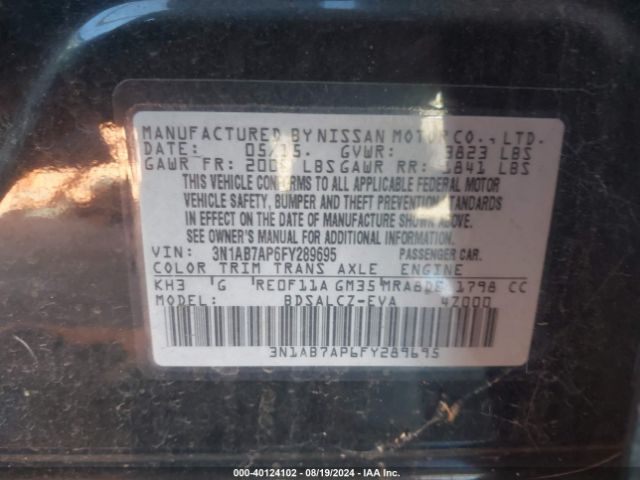 MANUFACTURED BY NISSAN MOTOR CO., LTD.
DATE: 05/15. GVWR: 3823 LBS
GAWR FR: LBS GAWR RR: 1841 LBS
THIS VEHICLE CONFORMS TO ALL APPLICABLE FEDERAL MOTOR
VEHICLE SAFETY, BUMPER AND THEFT PREVENTION STANDARDS
IN EFFECT ON THE DATE OF MANUFACTURE SHOWN ABOVE.
SEE OWNER'S MANUAL FOR ADDITIONAL INFORMATION.
VIN: 3N1AB7AP6FY289695 PASSENGER CAR.
COLOR TRIM TRANS AXLE ENGINE
KH3 'G 'RE0F11A GM35 MRA8DE 1798 CC
MODEL: BDSALCZ-EVA 4Z000
3N1AB7AP6FY289695
000-40124102 - 08/19/2024 - IAA Inc.